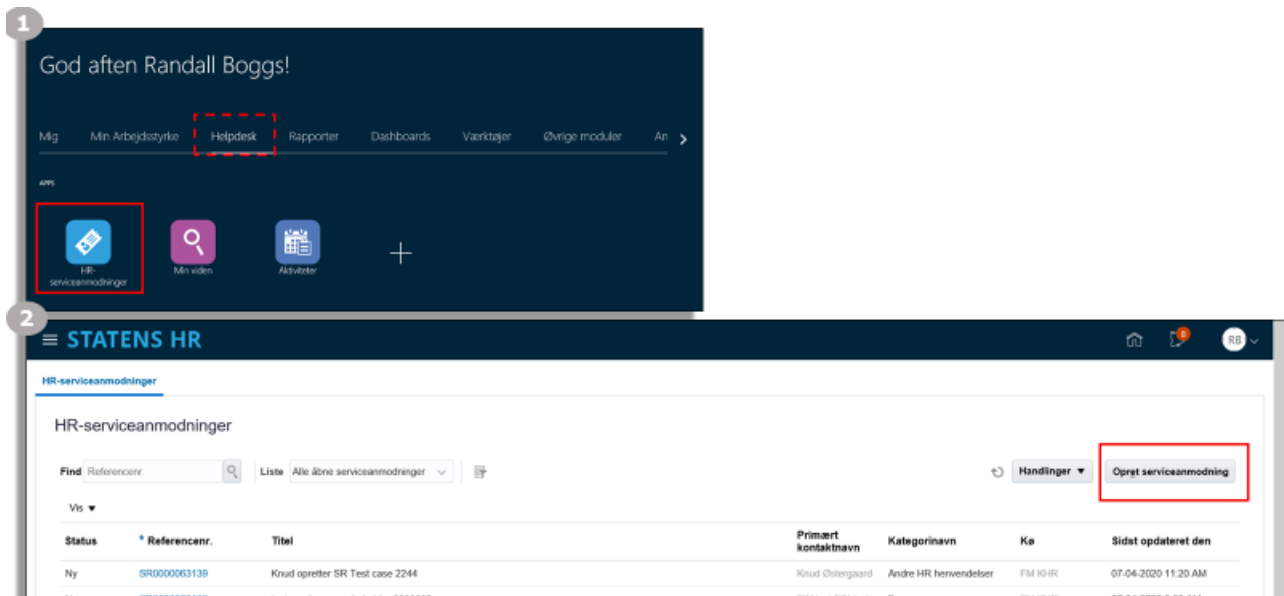 1
God aften Randall Boggs!
Mig Min Arbejdsstyrke Helpdesk Rapporter Dashboards Værktøjer Øvrige moduler An
APPS
HR-
serviceanmodninger
Min viden
Aktiviteter
2
STATENS HR
RB
HR-serviceanmodninger
HR-serviceanmodninger
Find Referencenr. Liste Alle åbne serviceanmodninger Handlinger Opret serviceanmodning
Vis
Status * Referencenr. Titel Primært kontaktnavn Kategorinavn Kø Sidst opdateret den
Ny SR0000063139 Knud opretter SR Test case 2244 Knud Østergaard Andre HR henvendelser FM KHR 07-04-2020 11:20 AM